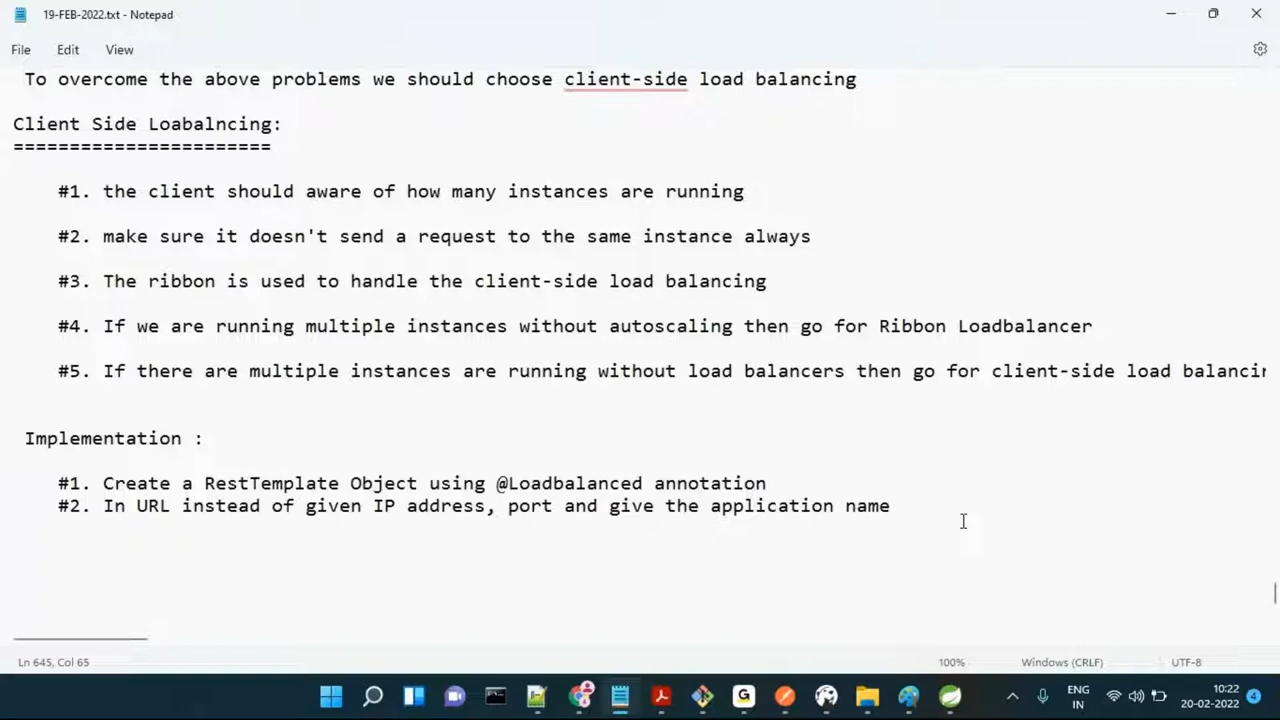 19-FEB-2022.txt - Notepad
File Edit View
To overcome the above problems we should choose client-side load balancing
Client Side Loabalncing:
=======================
#1. the client should aware of how many instances are running
#2. make sure it doesn't send a request to the same instance always
#3. The ribbon is used to handle the client-side load balancing
#4. If we are running multiple instances without autoscaling then go for Ribbon Loadbalancer
#5. If there are multiple instances are running without load balancers then go for client-side load balancin
Implementation :
#1. Create a RestTemplate Object using @Loadbalanced annotation
#2. In URL instead of given IP address, port and give the application name
Ln 645, Col 65 100% Windows (CRLF) UTF-8
ENG 10:22
IN 20-02-2022 4